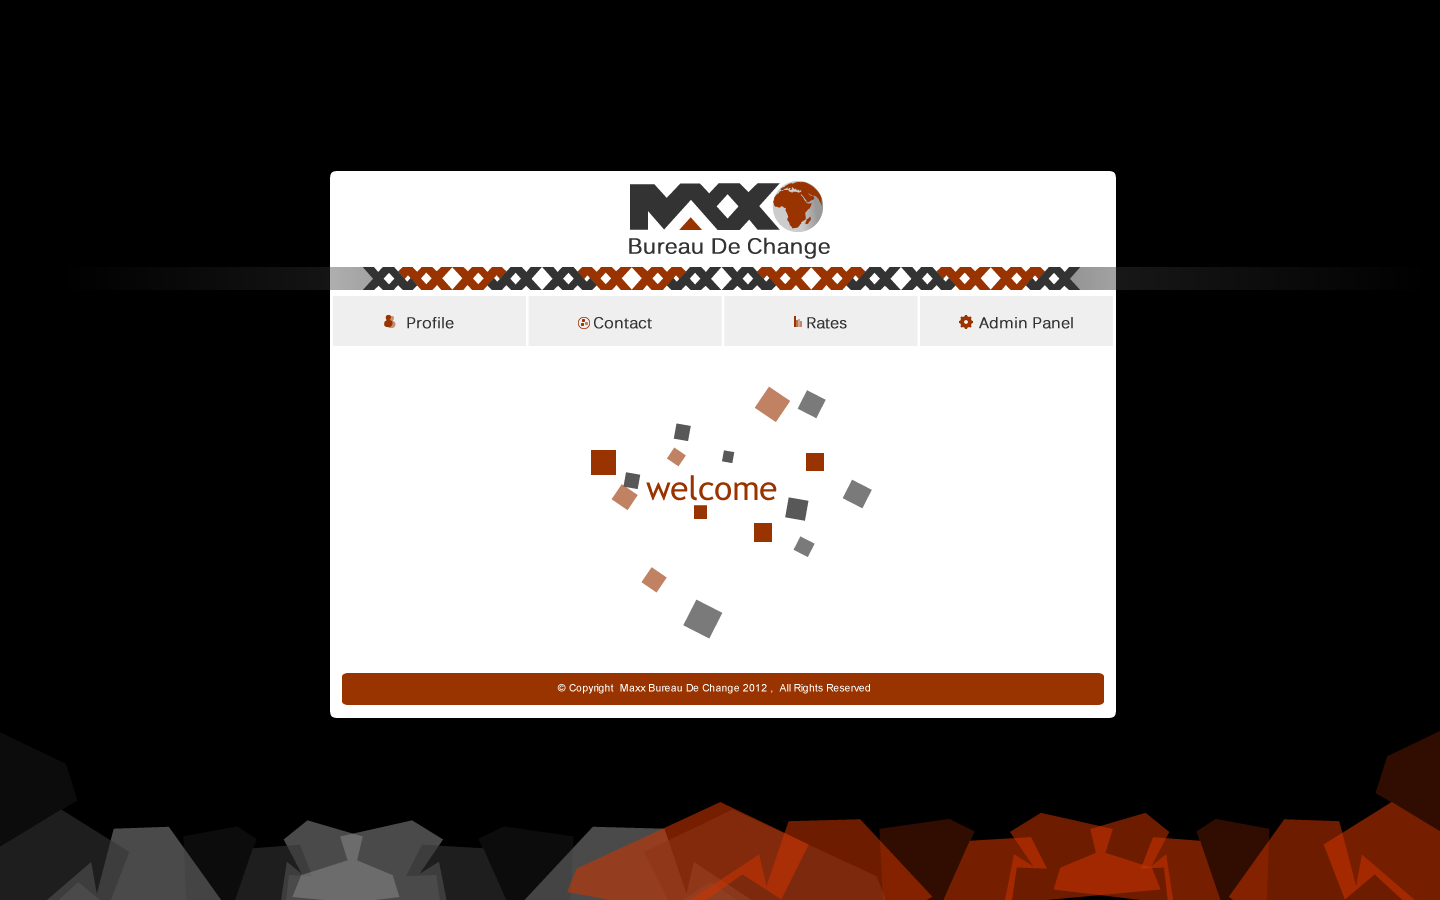 MAXX
Bureau De Change
Profile
Contact
Rates
Admin Panel
welcome
© Copyright Maxx Bureau De Change 2012 , All Rights Reserved